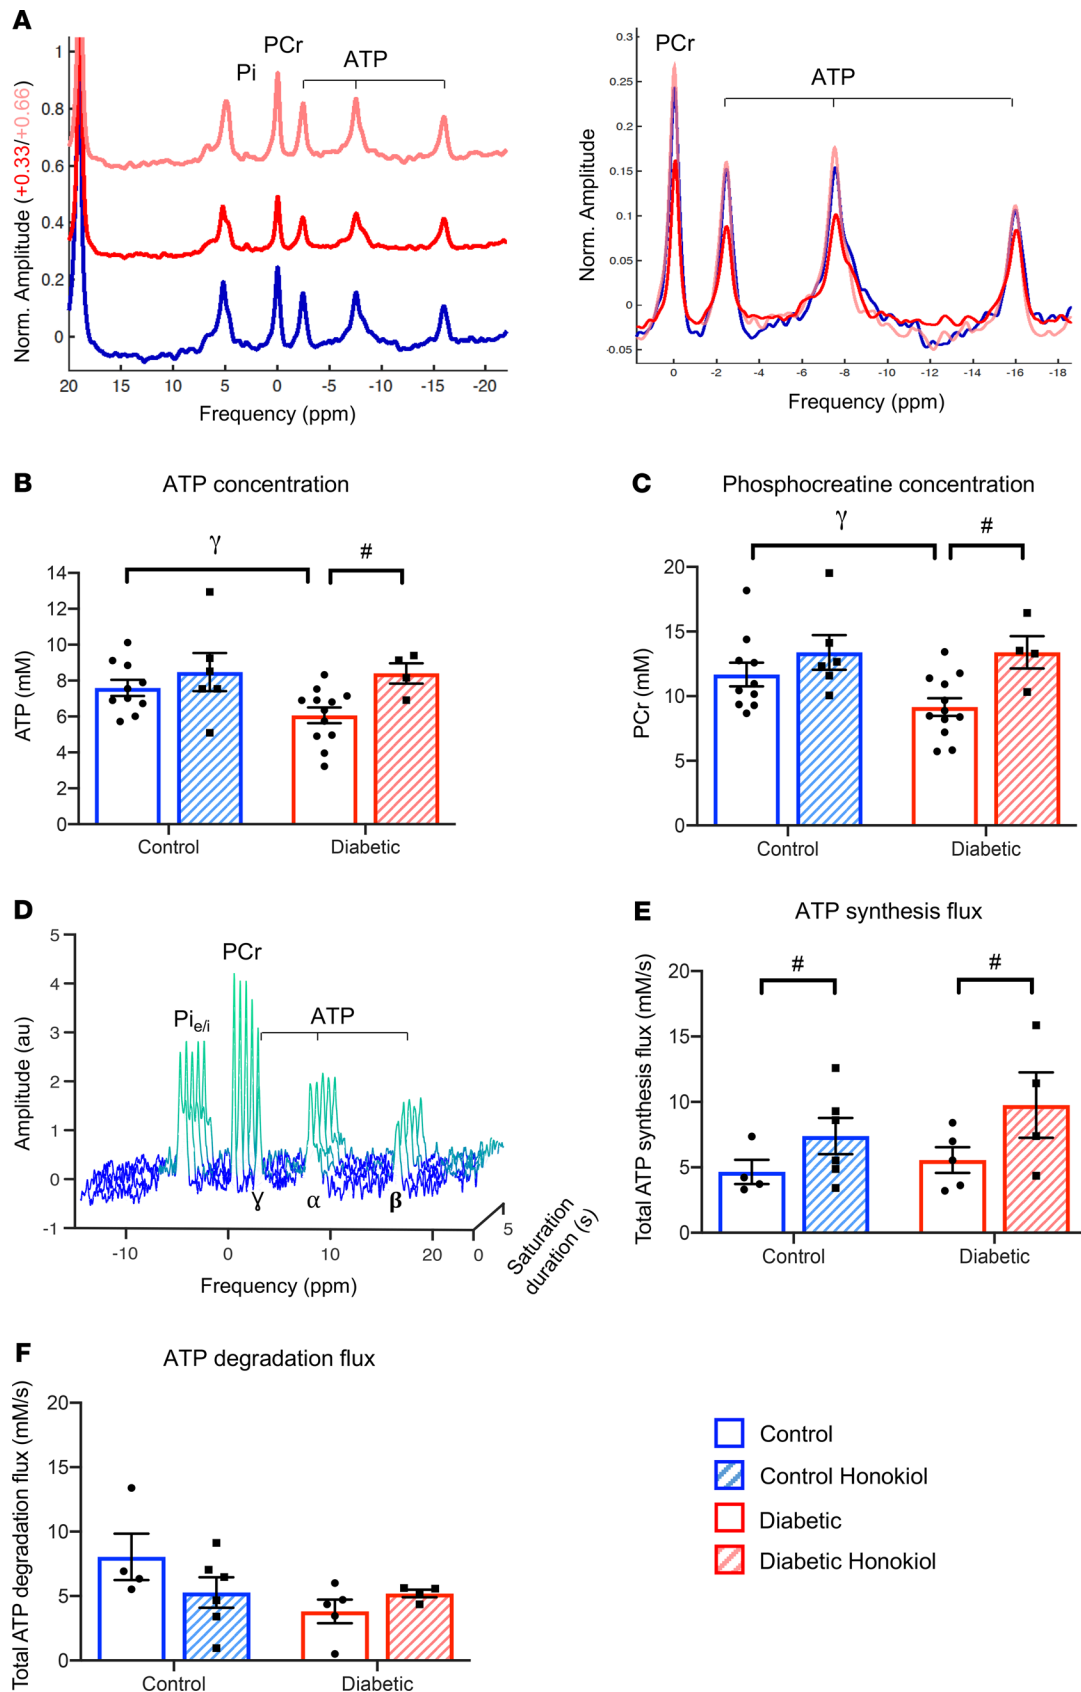 A
PCr
ATP
Pi
Norm. Amplitude (+0.33/+0.66)
1
0.8
0.6
0.4
0.2
0
20 15 10 5 0 -5 -10 -15 -20
Frequency (ppm)
PCr
ATP
Norm. Amplitude
0.3
0.25
0.2
0.15
0.1
0.05
0
-0.05
0 -2 -4 -6 -8 -10 -12 -14 -16 -18
Frequency (ppm)
B
ATP concentration
γ
#
ATP (mM)
14
12
10
8
6
4
2
0
Control Diabetic
C
Phosphocreatine concentration
γ
#
PCr (mM)
20
15
10
5
0
Control Diabetic
D
PCr
Pie/i
ATP
Amplitude (au)
5
4
3
2
1
0
-1
γ α β
-10 0 10 20 0 5
Frequency (ppm)
Saturation
duration (s)
E
ATP synthesis flux
# #
Total ATP synthesis flux (mM/s)
20
15
10
5
0
Control Diabetic
F
ATP degradation flux
Total ATP degradation flux (mM/s)
20
15
10
5
0
Control Diabetic
Control
Control Honokiol
Diabetic
Diabetic Honokiol